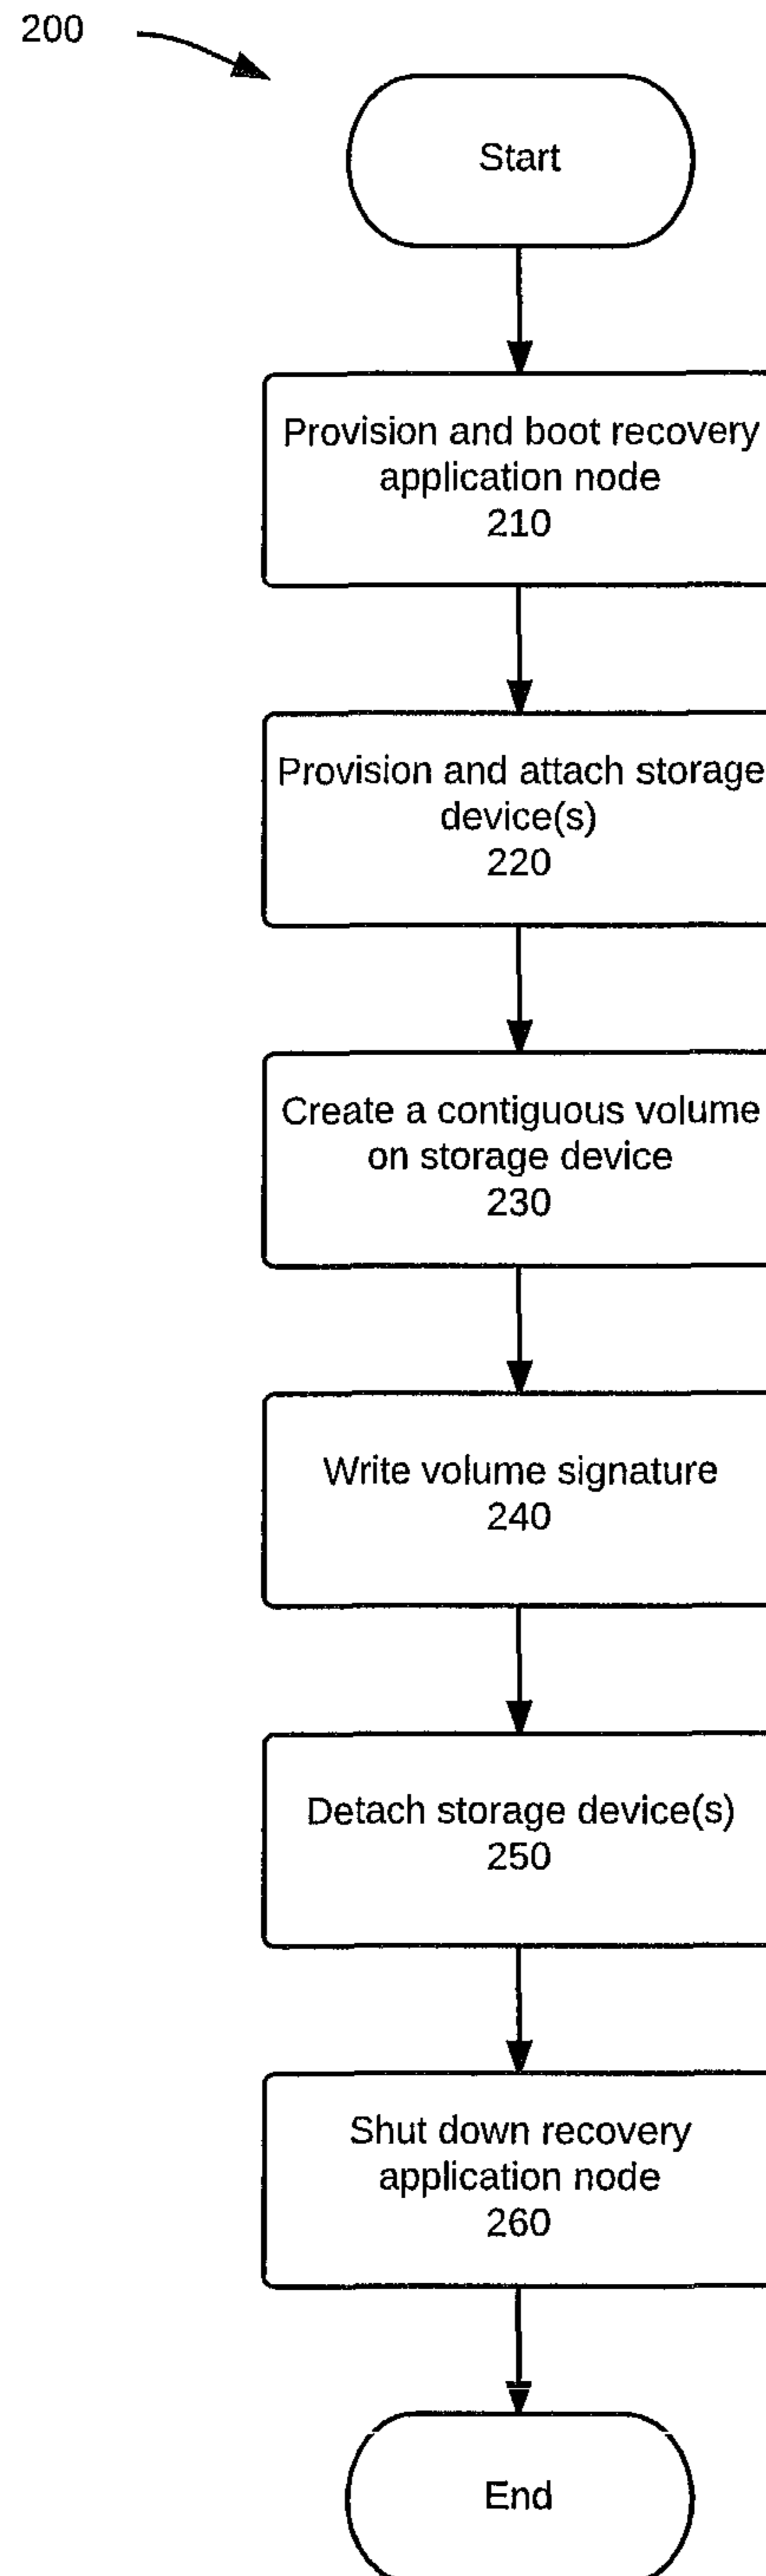 200
Start
Provision and boot recovery
application node
210
Provision and attach storage
device(s)
220
Create a contiguous volume
on storage device
230
Write volume signature
240
Detach storage device(s)
250
Shut down recovery
application node
260
End